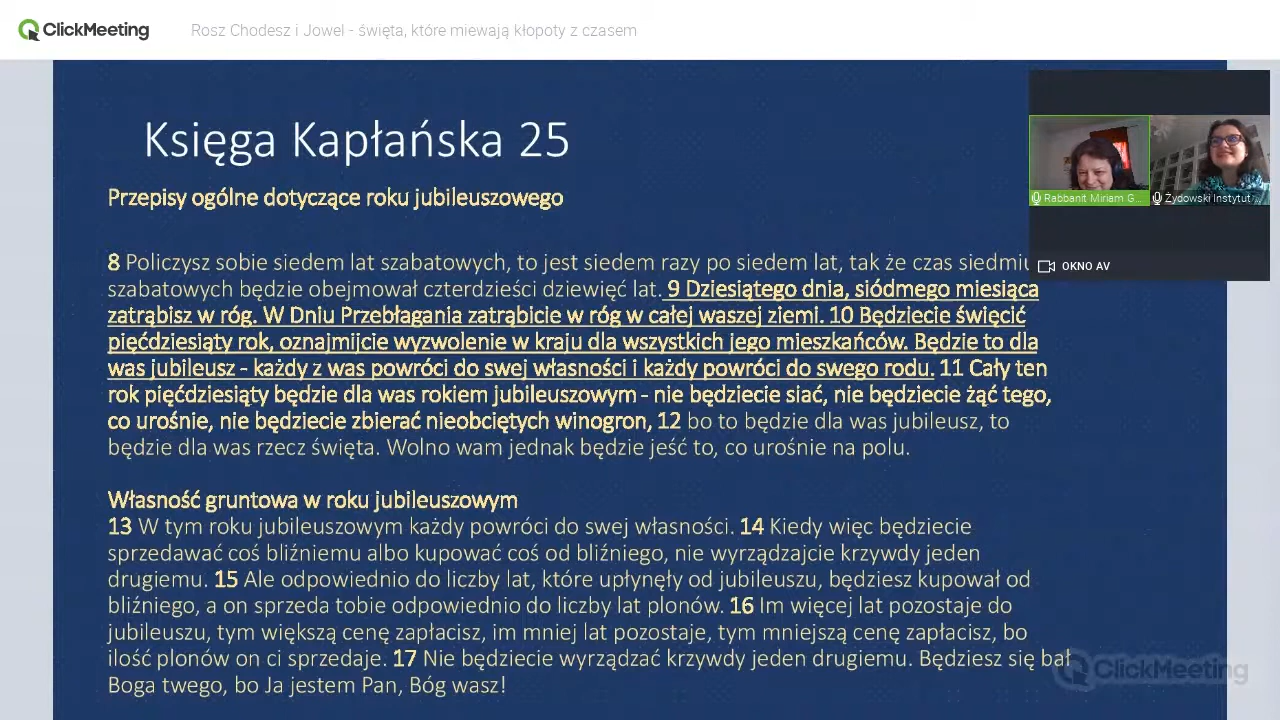 ClickMeeting
Rosz Chodesz i Jowel - święta, które miewają kłopoty z czasem
Księga Kapłańska 25
Przepisy ogólne dotyczące roku jubileuszowego
8 Policzysz sobie siedem lat szabatowych, to jest siedem razy po siedem lat, tak że czas siedmiu
szabatowych będzie obejmował czterdzieści dziewięć lat. 9 Dziesiątego dnia, siódmego miesiąca
zatrąbisz w róg. W Dniu Przebłagania zatrąbicie w róg w całej waszej ziemi. 10 Będziecie święcić
pięćdziesiąty rok, oznajmijcie wyzwolenie w kraju dla wszystkich jego mieszkańców. Będzie to dla
was jubileusz - każdy z was powróci do swej własności i każdy powróci do swego rodu. 11 Cały ten
rok pięćdziesiąty będzie dla was rokiem jubileuszowym - nie będziecie siać, nie będziecie żąć tego,
co urośnie, nie będziecie zbierać nieobciętych winogron, 12 bo to będzie dla was jubileusz, to
będzie dla was rzecz święta. Wolno wam jednak będzie jeść to, co urośnie na polu.
Własność gruntowa w roku jubileuszowym
13 W tym roku jubileuszowym każdy powróci do swej własności. 14 Kiedy więc będziecie
sprzedawać coś bliźniemu albo kupować coś od bliźniego, nie wyrządzajcie krzywdy jeden
drugiemu. 15 Ale odpowiednio do liczby lat, które upłynęły od jubileuszu, będziesz kupował od
bliźniego, a on sprzeda tobie odpowiednio do liczby lat plonów. 16 Im więcej lat pozostaje do
jubileuszu, tym większą cenę zapłacisz, im mniej lat pozostaje, tym mniejszą cenę zapłacisz, bo
ilość plonów on ci sprzedaje. 17 Nie będziecie wyrządzać krzywdy jeden drugiemu. Będziesz się bał
Boga twego, bo Ja jestem Pan, Bóg wasz!
Rabbanit Miriam G...
Żydowski Instytut
OKNO AV
ClickMeeting